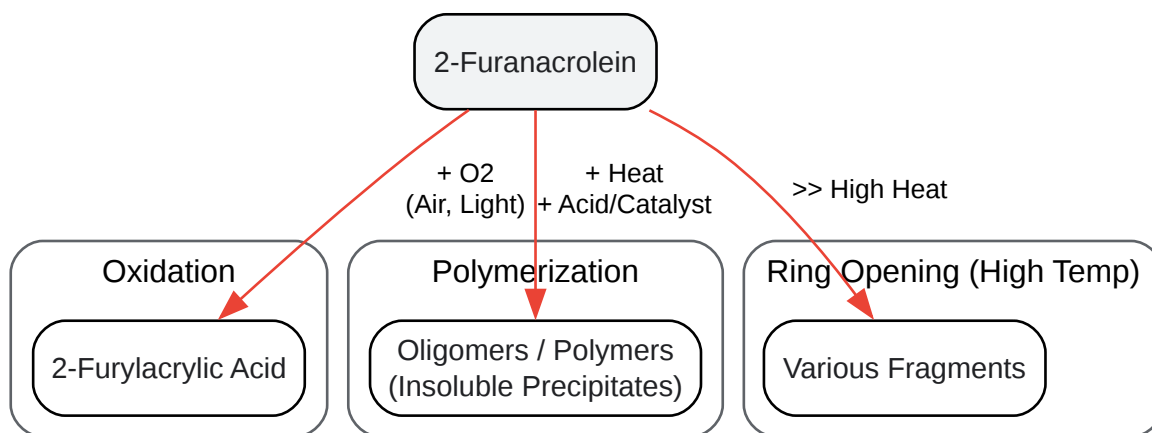 2-Furanacrolein
+ O2
(Air, Light)
+ Heat
+ Acid/Catalyst
>> High Heat
Oxidation
Polymerization
Ring Opening (High Temp)
2-Furylacrylic Acid
Oligomers / Polymers
(Insoluble Precipitates)
Various Fragments